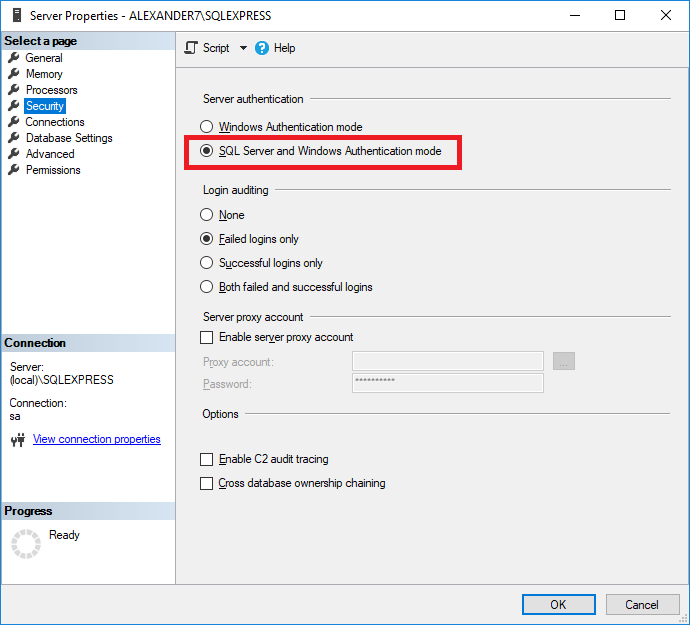 Server Properties - ALEXANDER7\SQLEXPRESS
Select a page
General
Memory
Processors
Security
Connections
Database Settings
Advanced
Permissions
Connection
Server:
(local)\SQLEXPRESS
Connection:
sa
View connection properties
Progress
Ready
Script
Help
Server authentication
Windows Authentication mode
SQL Server and Windows Authentication mode
Login auditing
None
Failed logins only
Successful logins only
Both failed and successful logins
Server proxy account
Enable server proxy account
Proxy account:
...
Password:
**********
Options
Enable C2 audit tracing
Cross database ownership chaining
OK
Cancel